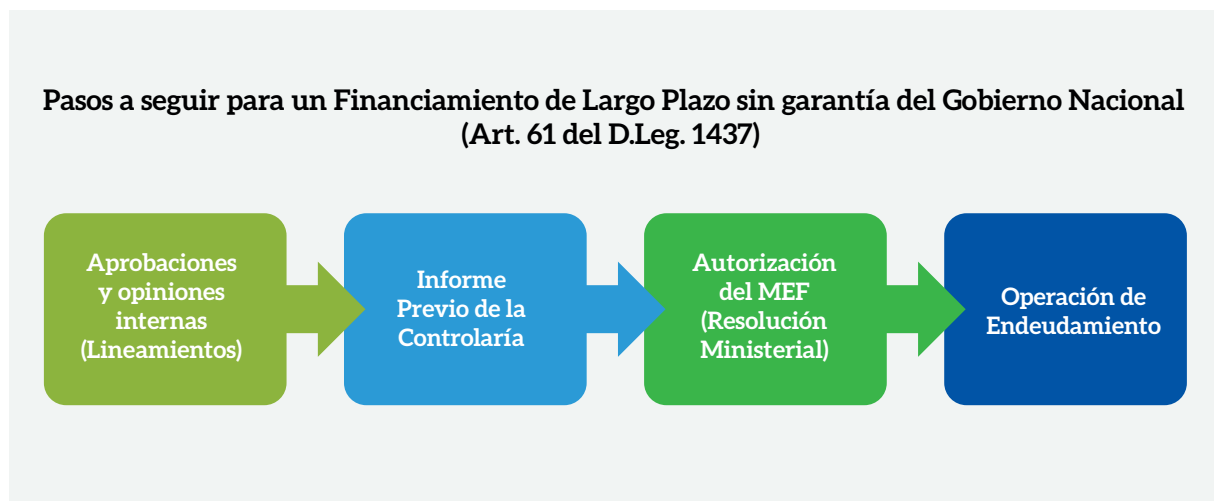 Pasos a seguir para un Financiamiento de Largo Plazo sin garantía del Gobierno Nacional
(Art. 61 del D.Leg. 1437)
Aprobaciones
y opiniones
internas
(Lineamientos)
Informe
Previo de la
Controlaría
Autorización
del MEF
(Resolución
Ministerial)
Operación de
Endeudamiento